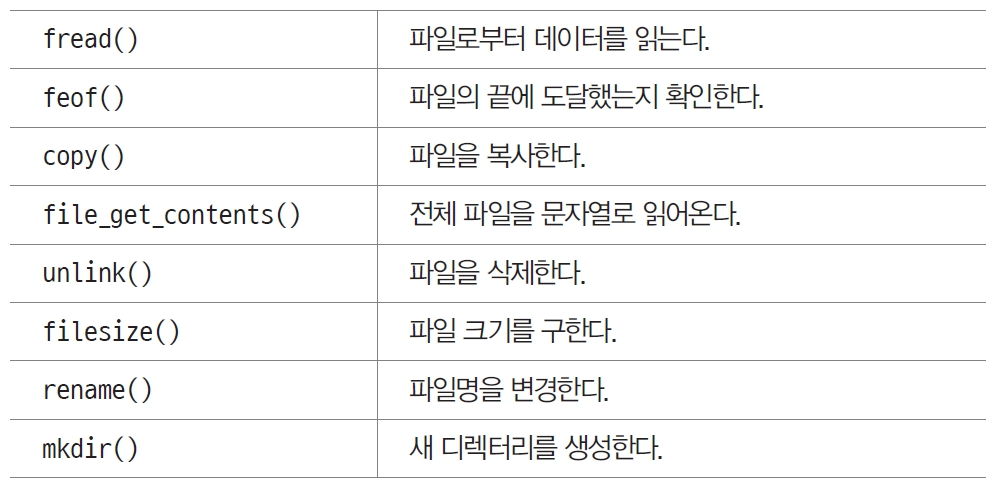 fread() 파일로부터 데이터를 읽는다.
feof() 파일의 끝에 도달했는지 확인한다.
copy() 파일을 복사한다.
file_get_contents() 전체 파일을 문자열로 읽어온다.
unlink() 파일을 삭제한다.
filesize() 파일 크기를 구한다.
rename() 파일명을 변경한다.
mkdir() 새 디렉터리를 생성한다.